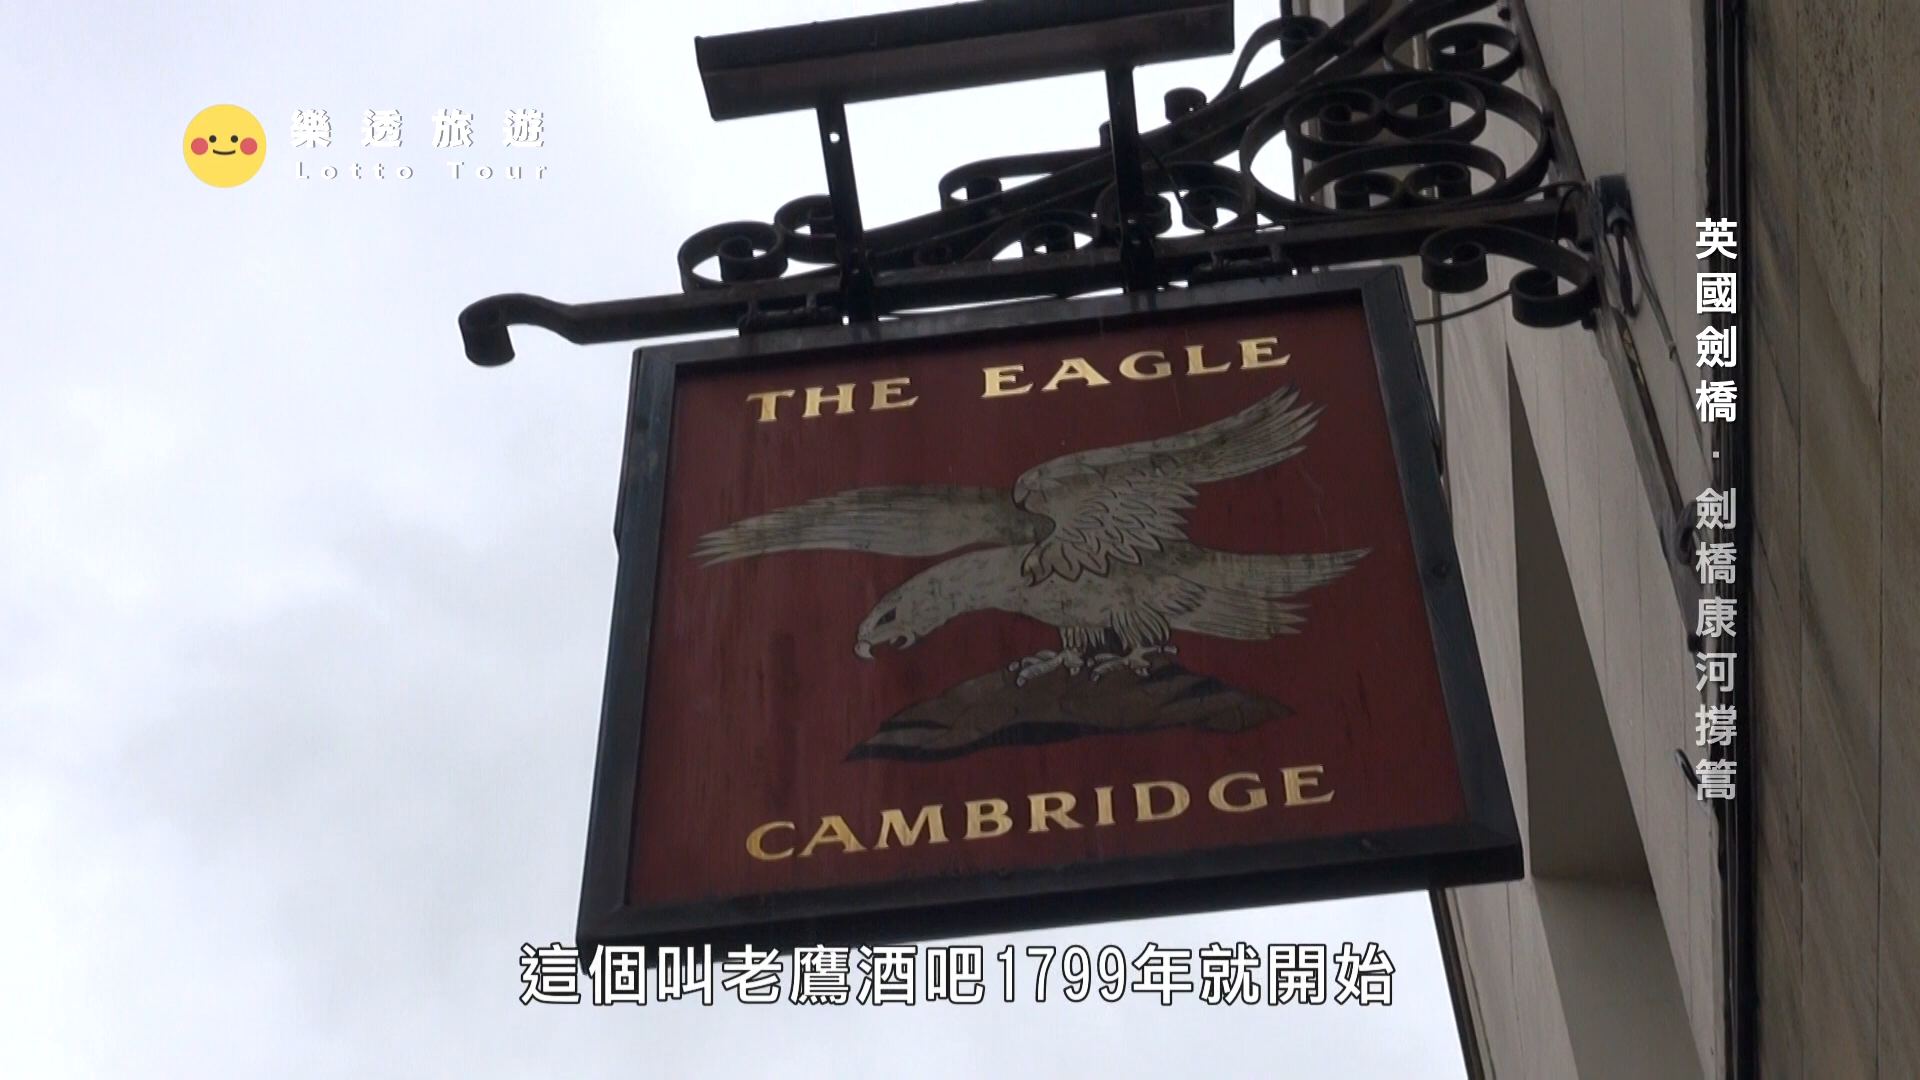 樂透旅遊
Lotto Tour
THE EAGLE
CAMBRIDGE
英國劍橋·劍橋康河撐篙
這個叫老鷹酒吧1799年就開始